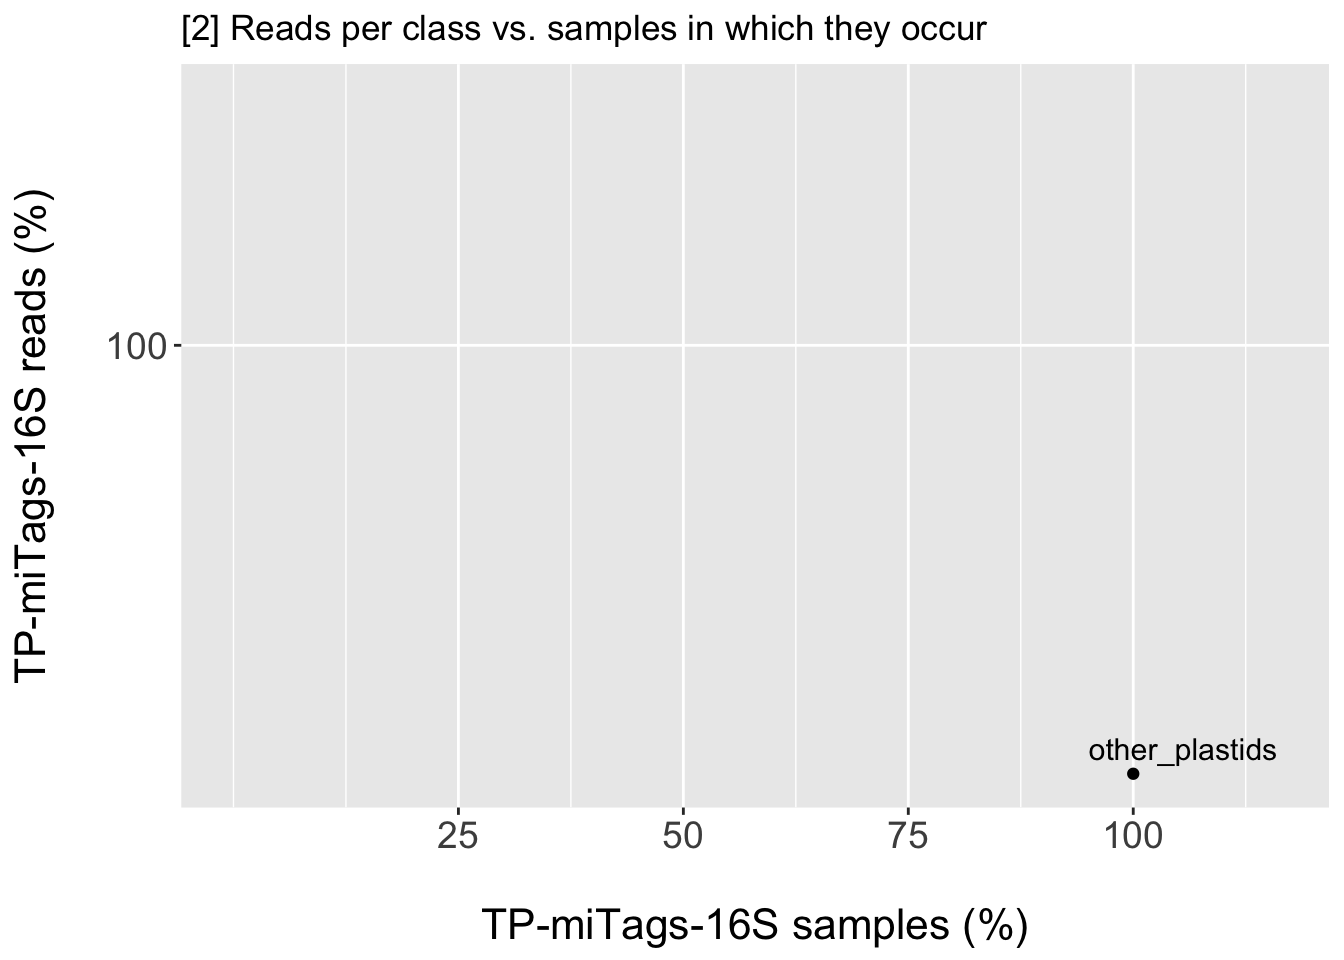 [2] Reads per class vs. samples in which they occur
TP-miTags-16S reads (%)
100
other_plastids
25 50 75 100
TP-miTags-16S samples (%)